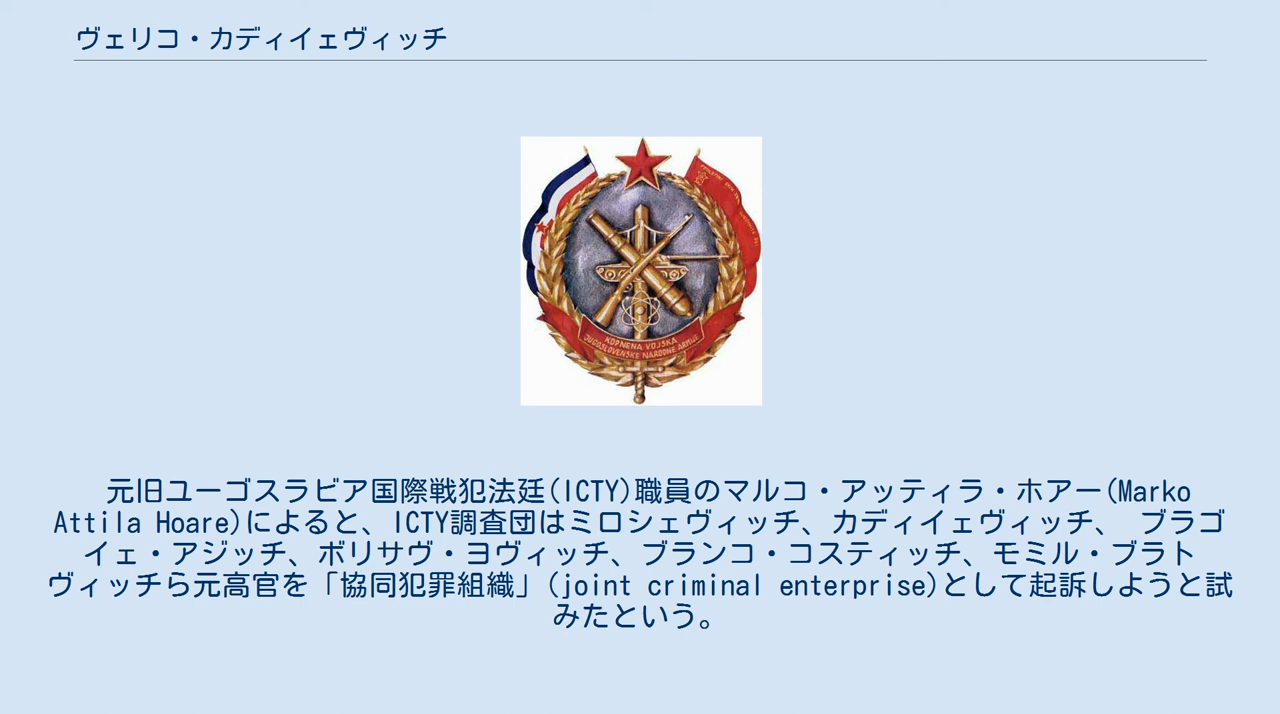 ヴェリコ・カディイェヴィッチ
KOPNENA VOJSKA
JUGOSLOVENSKE NARODNE ARMIJE
元旧ユーゴスラビア国際戦犯法廷(ICTY)職員のマルコ・アッティラ・ホアー(Marko
Attila Hoare)によると、ICTY調査団はミロシェヴィッチ、カディイェヴィッチ、 ブラゴ
イェ・アジッチ、ボリサヴ・ヨヴィッチ、ブランコ・コスティッチ、モミル・ブラト
ヴィッチら元高官を「協同犯罪組織」(joint criminal enterprise)として起訴しようと試
みたという。